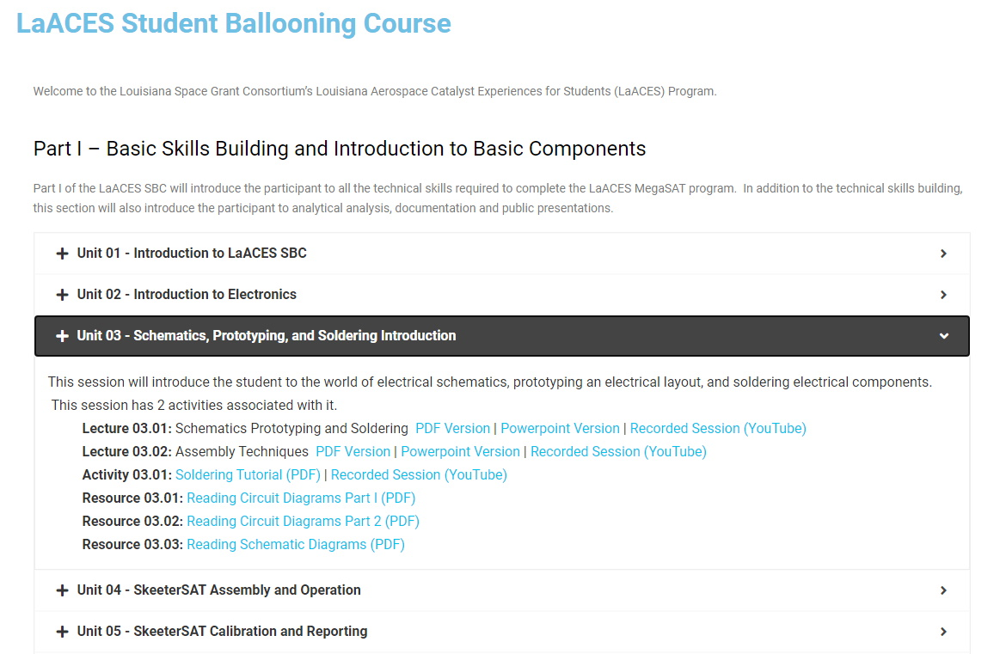 LaACES Student Ballooning Course
Welcome to the Louisiana Space Grant Consortium's Louisiana Aerospace Catalyst Experiences for Students (LaACES) Program.
Part I – Basic Skills Building and Introduction to Basic Components
Part I of the LaACES SBC will introduce the participant to all the technical skills required to complete the LaACES MegaSAT program.  In addition to the technical skills building,
this section will also introduce the participant to analytical analysis, documentation and public presentations.
Unit 01 - Introduction to LaACES SBC
Unit 02 - Introduction to Electronics
Unit 03 - Schematics, Prototyping, and Soldering Introduction
This session will introduce the student to the world of electrical schematics, prototyping an electrical layout, and soldering electrical components.
This session has 2 activities associated with it.
Lecture 03.01: Schematics Prototyping and Soldering  PDF Version | Powerpoint Version | Recorded Session (YouTube)
Lecture 03.02: Assembly Techniques  PDF Version | Powerpoint Version | Recorded Session (YouTube)
Activity 03.01: Soldering Tutorial (PDF) | Recorded Session (YouTube)
Resource 03.01: Reading Circuit Diagrams Part I (PDF)
Resource 03.02: Reading Circuit Diagrams Part 2 (PDF)
Resource 03.03: Reading Schematic Diagrams (PDF)
Unit 04 - SkeeterSAT Assembly and Operation
Unit 05 - SkeeterSAT Calibration and Reporting